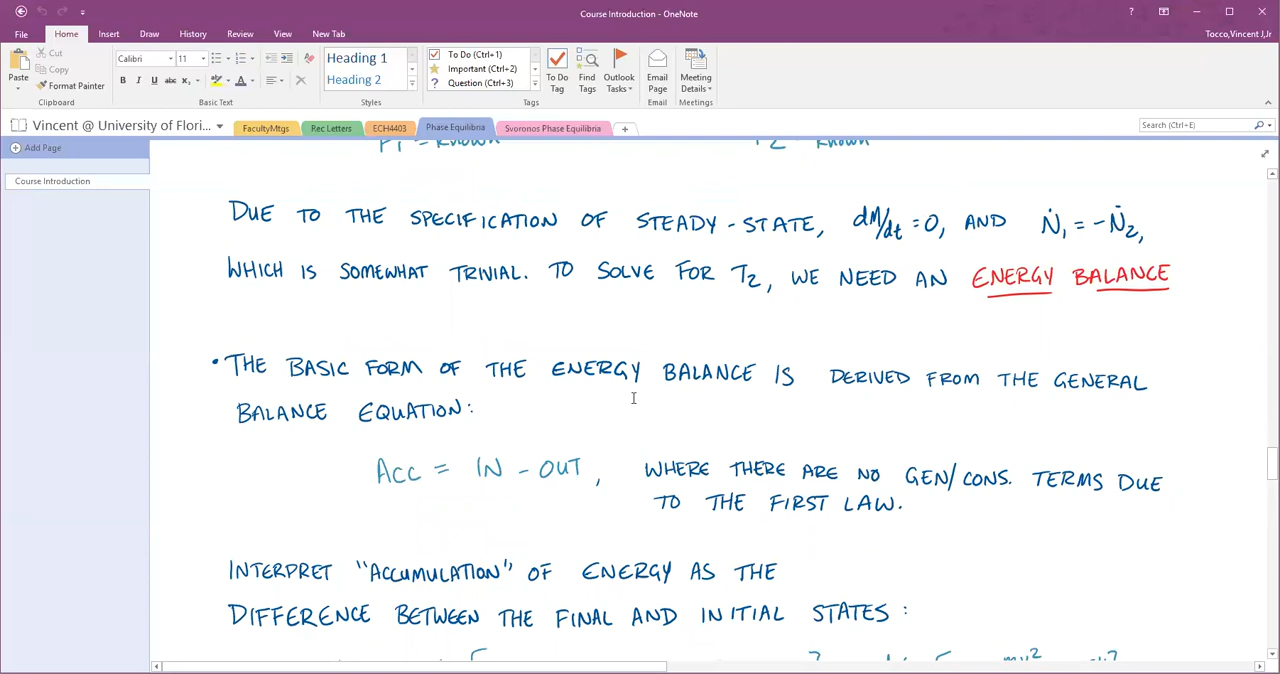 Course Introduction - OneNote
File Home Insert Draw History Review View New Tab
Tocco,Vincent J,Jr
Paste
Cut
Copy
Format Painter
Clipboard
Calibri 11
B I U abc
Basic Text
Heading 1
Heading 2
Styles
To Do (Ctrl+1)
Important (Ctrl+2)
Question (Ctrl+3)
To Do Tag
Find Tags
Outlook Tasks
Tags
Email Page
Email
Meeting Details
Meetings
Vincent @ University of Flori...
FacultyMtgs Rec Letters ECH4403 Phase Equilibria Svoronos Phase Equilibria
Search (Ctrl+E)
Add Page
Course Introduction
DUE TO THE SPECIFICATION OF STEADY-STATE, dM/dt = 0, AND Ṅ₁ = -Ṅ₂,
WHICH IS SOMEWHAT TRIVIAL. TO SOLVE FOR T₂, WE NEED AN ENERGY BALANCE
• THE BASIC FORM OF THE ENERGY BALANCE IS DERIVED FROM THE GENERAL
BALANCE EQUATION:
ACC = IN - OUT, WHERE THERE ARE NO GEN/CONS. TERMS DUE
TO THE FIRST LAW.
INTERPRET "ACCUMULATION" OF ENERGY AS THE
DIFFERENCE BETWEEN THE FINAL AND INITIAL STATES: